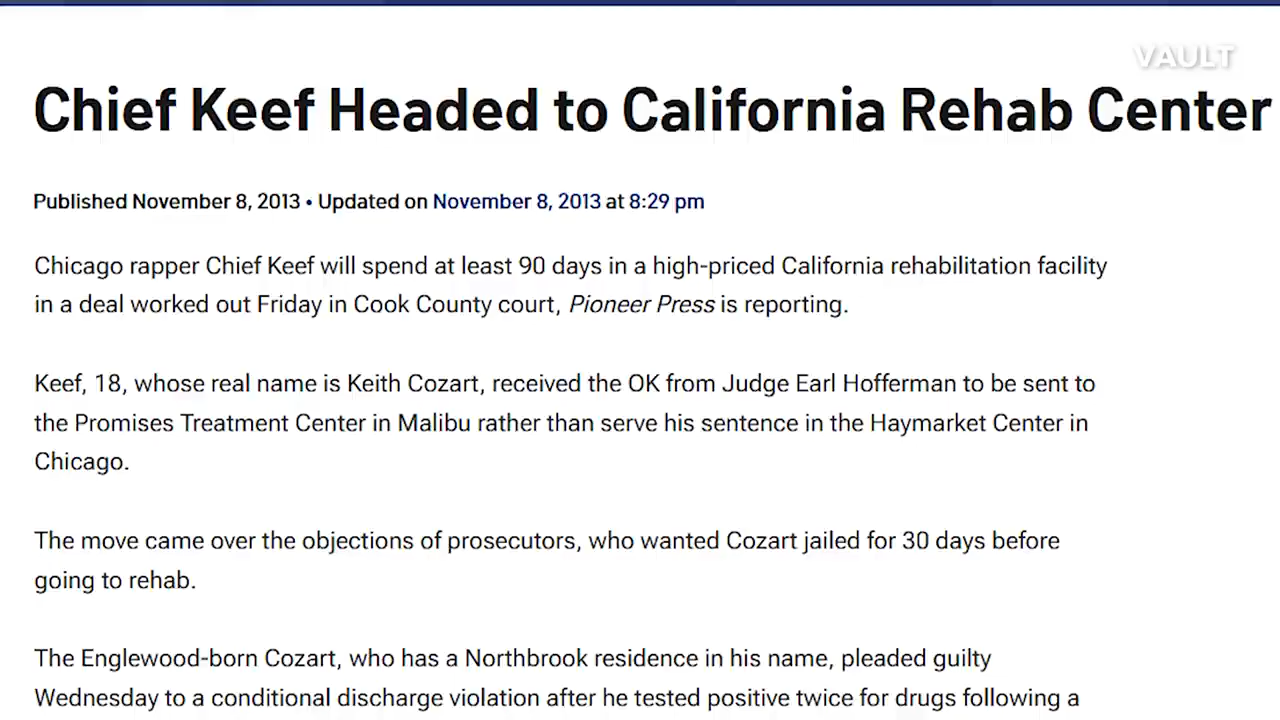 VAULT
Chief Keef Headed to California Rehab Center
Published November 8, 2013 • Updated on November 8, 2013 at 8:29 pm
Chicago rapper Chief Keef will spend at least 90 days in a high-priced California rehabilitation facility
in a deal worked out Friday in Cook County court, Pioneer Press is reporting.
Keef, 18, whose real name is Keith Cozart, received the OK from Judge Earl Hofferman to be sent to
the Promises Treatment Center in Malibu rather than serve his sentence in the Haymarket Center in
Chicago.
The move came over the objections of prosecutors, who wanted Cozart jailed for 30 days before
going to rehab.
The Englewood-born Cozart, who has a Northbrook residence in his name, pleaded guilty
Wednesday to a conditional discharge violation after he tested positive twice for drugs following a